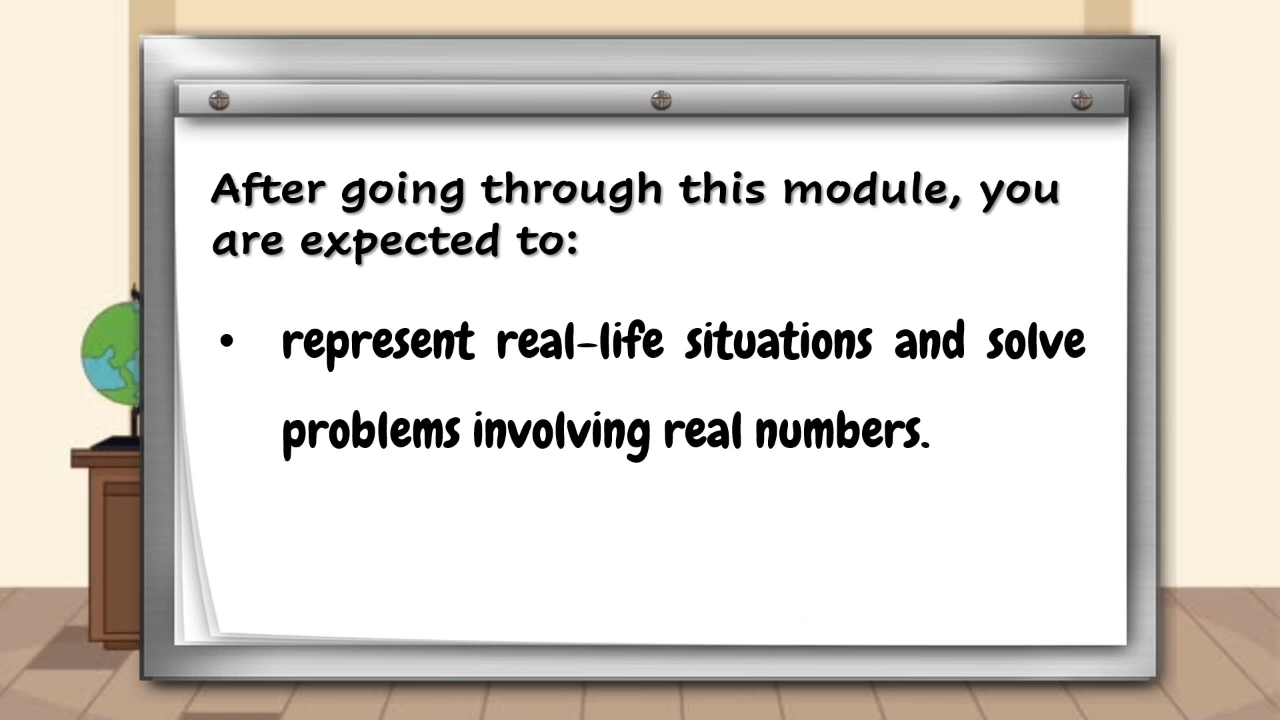 After going through this module, you
are expected to:
• represent real-life situations and solve
problems involving real numbers.